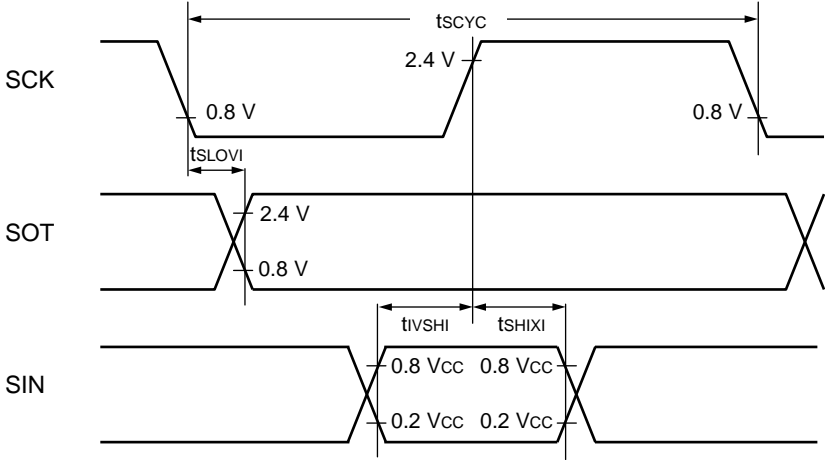 tSCYC
SCK
2.4 V
0.8 V
0.8 V
tSLOVI
SOT
2.4 V
0.8 V
tIVSHI
tSHIXI
SIN
0.8 VCC
0.8 VCC
0.2 VCC
0.2 VCC